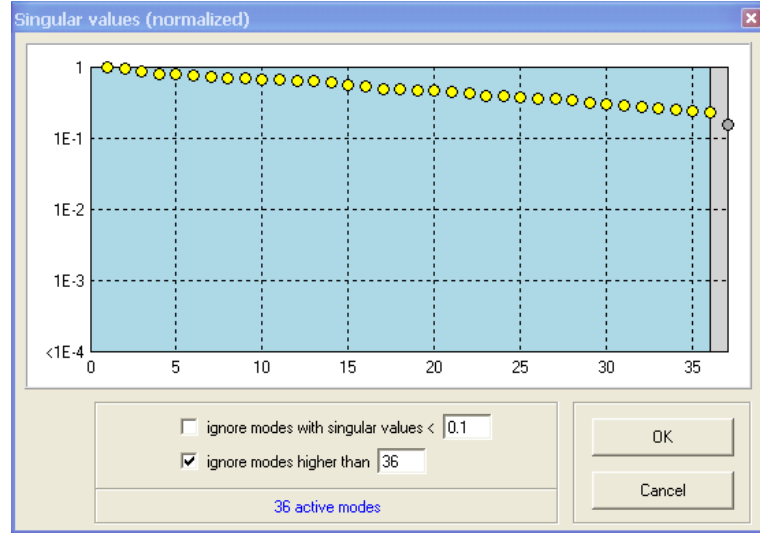 Singular values (normalized)
1
1E-1
1E-2
1E-3
<1E-4
0 5 10 15 20 25 30 35
ignore modes with singular values < 0.1
ignore modes higher than 36
36 active modes
OK
Cancel